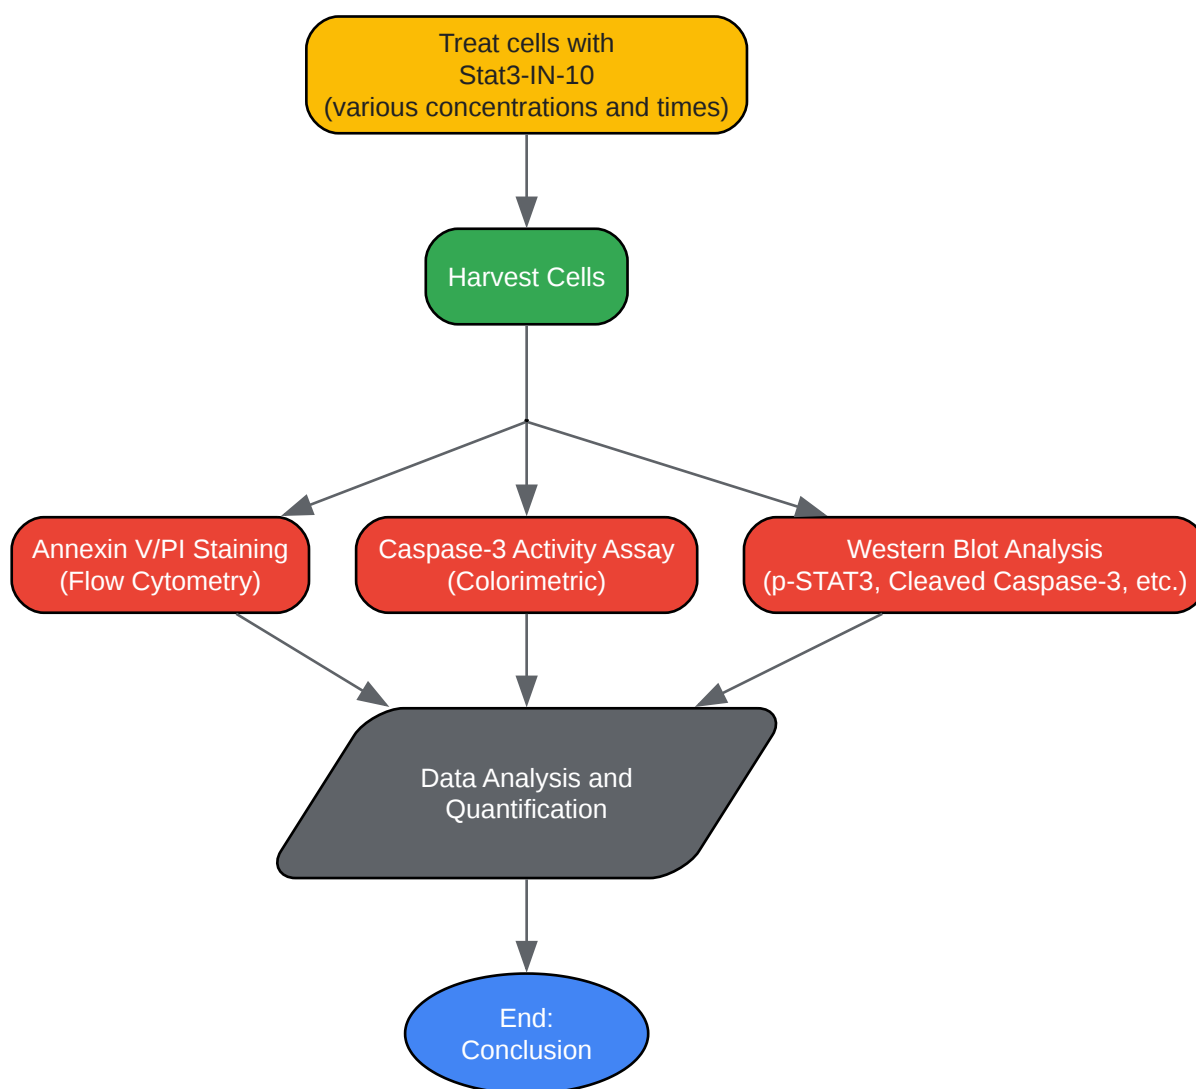 Treat cells with
Stat3-IN-10
(various concentrations and times)
Harvest Cells
Annexin V/PI Staining
(Flow Cytometry)
Caspase-3 Activity Assay
(Colorimetric)
Western Blot Analysis
(p-STAT3, Cleaved Caspase-3, etc.)
Data Analysis and
Quantification
End:
Conclusion